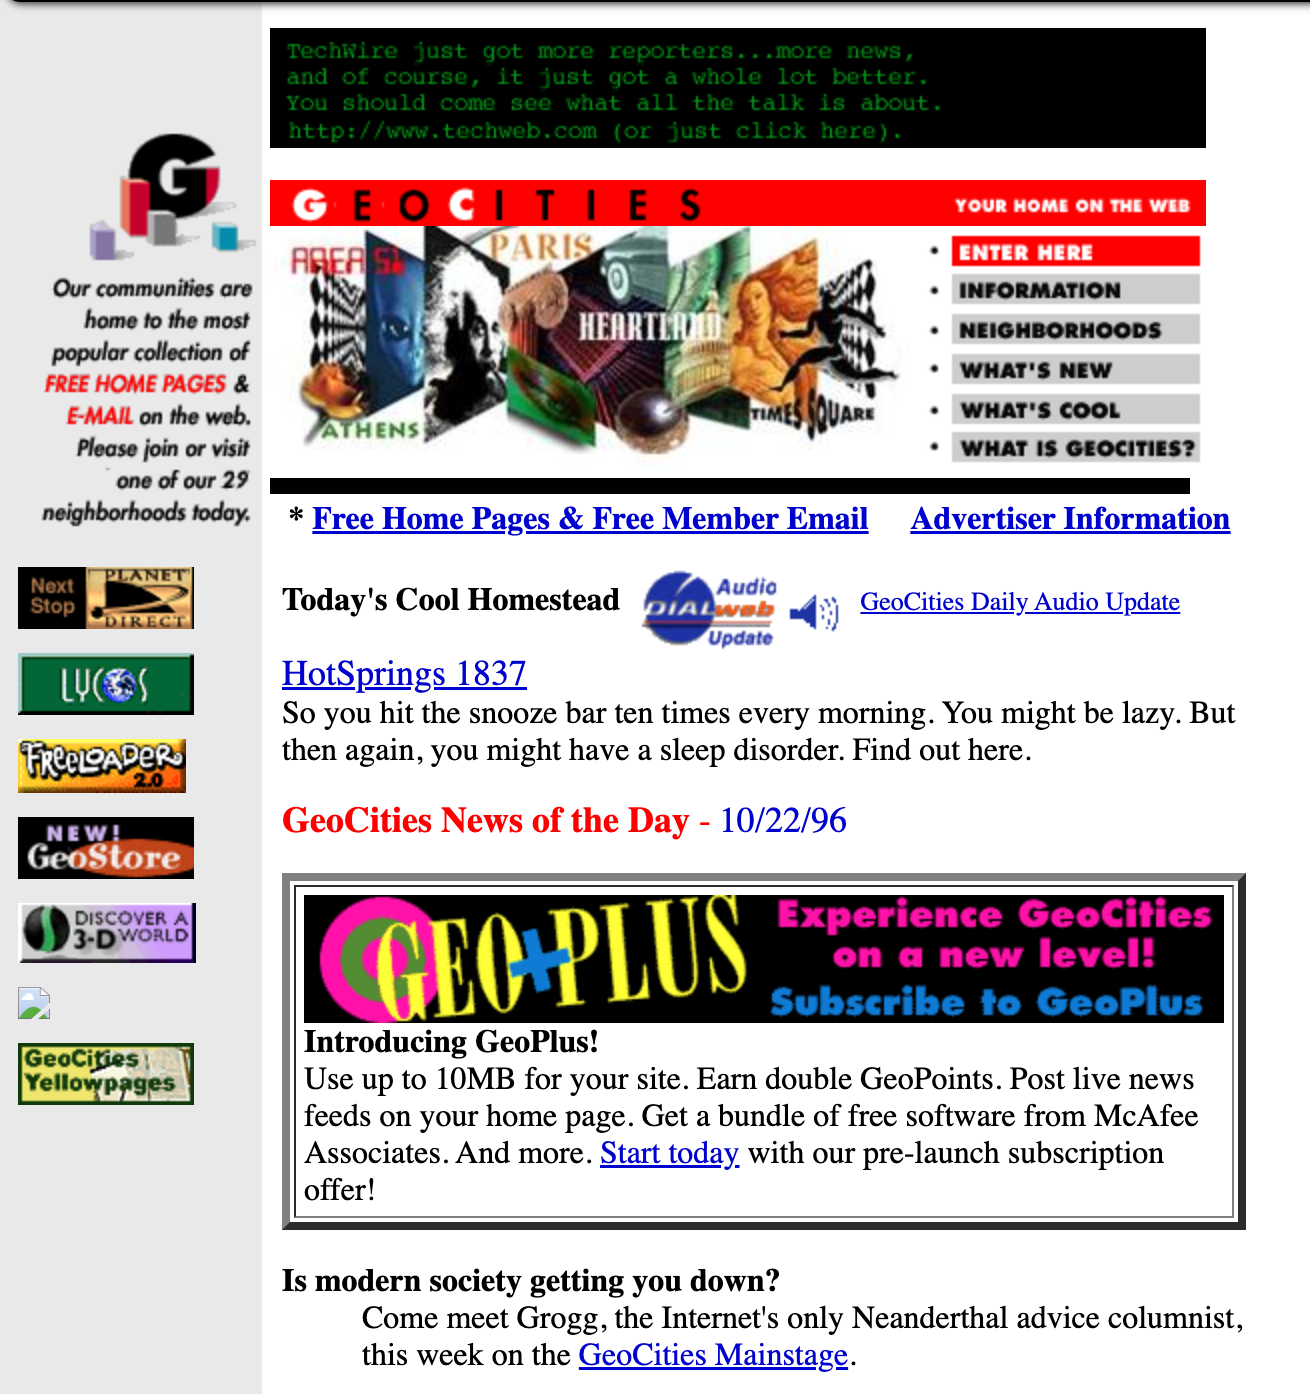 TechWire just got more reporters...more news,
and of course, it just got a whole lot better.
You should come see what all the talk is about.
http://www.techweb.com (or just click here).
G
Our communities are
home to the most
popular collection of
FREE HOME PAGES &
E-MAIL on the web.
Please join or visit
one of our 29
neighborhoods today.
Next
Stop
PLANET
DIRECT
LYCOS
FREELOADER
2.0
NEW!
GeoStore
DISCOVER A
3-D WORLD
GeoCities
Yellowpages
GEOCITIES
YOUR HOME ON THE WEB
AREA 51
PARIS
HEARTLAND
ATHENS
TIMES SQUARE
• ENTER HERE
• INFORMATION
• NEIGHBORHOODS
• WHAT'S NEW
• WHAT'S COOL
• WHAT IS GEOCITIES?
* Free Home Pages & Free Member Email Advertiser Information
Today's Cool Homestead
Audio
DIALweb
Update
GeoCities Daily Audio Update
HotSprings 1837
So you hit the snooze bar ten times every morning. You might be lazy. But
then again, you might have a sleep disorder. Find out here.
GeoCities News of the Day - 10/22/96
GEO+PLUS
Experience GeoCities
on a new level!
Subscribe to GeoPlus
Introducing GeoPlus!
Use up to 10MB for your site. Earn double GeoPoints. Post live news
feeds on your home page. Get a bundle of free software from McAfee
Associates. And more. Start today with our pre-launch subscription
offer!
Is modern society getting you down?
Come meet Grogg, the Internet's only Neanderthal advice columnist,
this week on the GeoCities Mainstage.